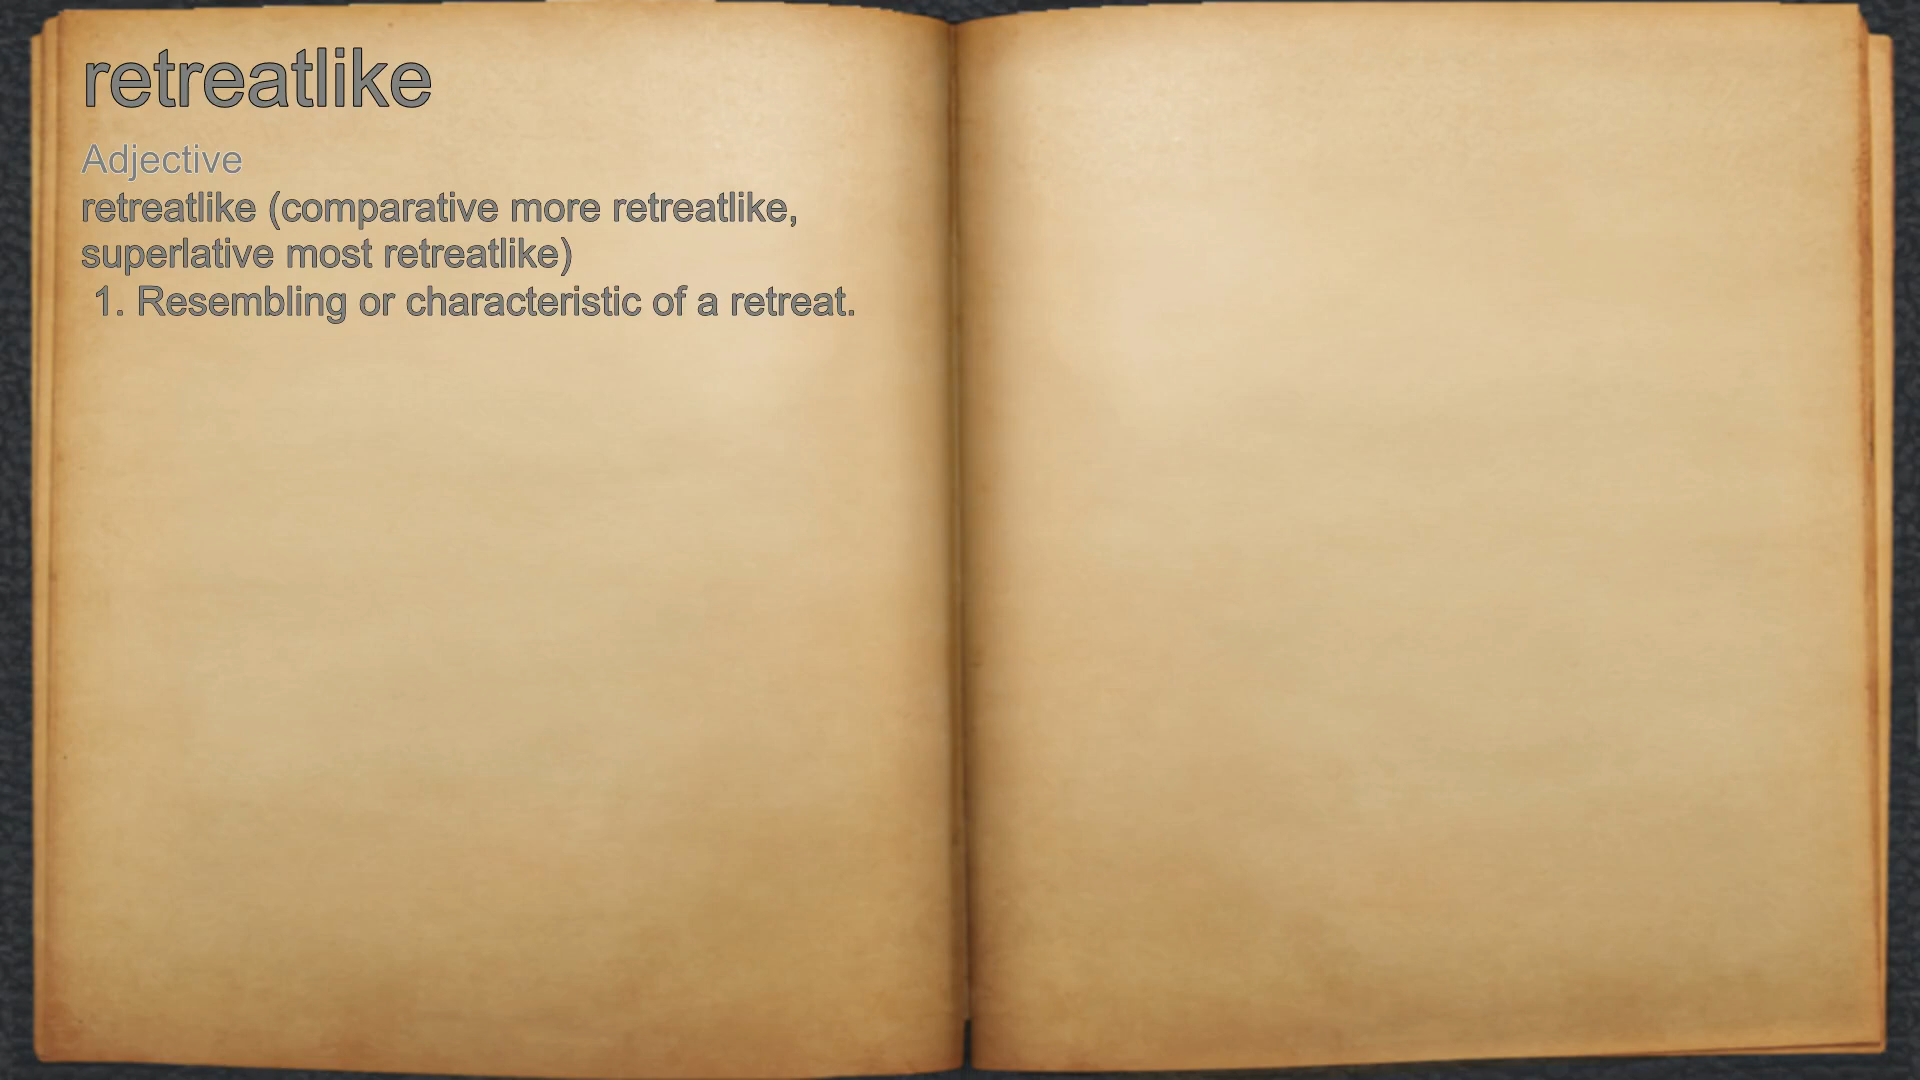 retreatlike
Adjective
retreatlike (comparative more retreatlike,
superlative most retreatlike)
1. Resembling or characteristic of a retreat.